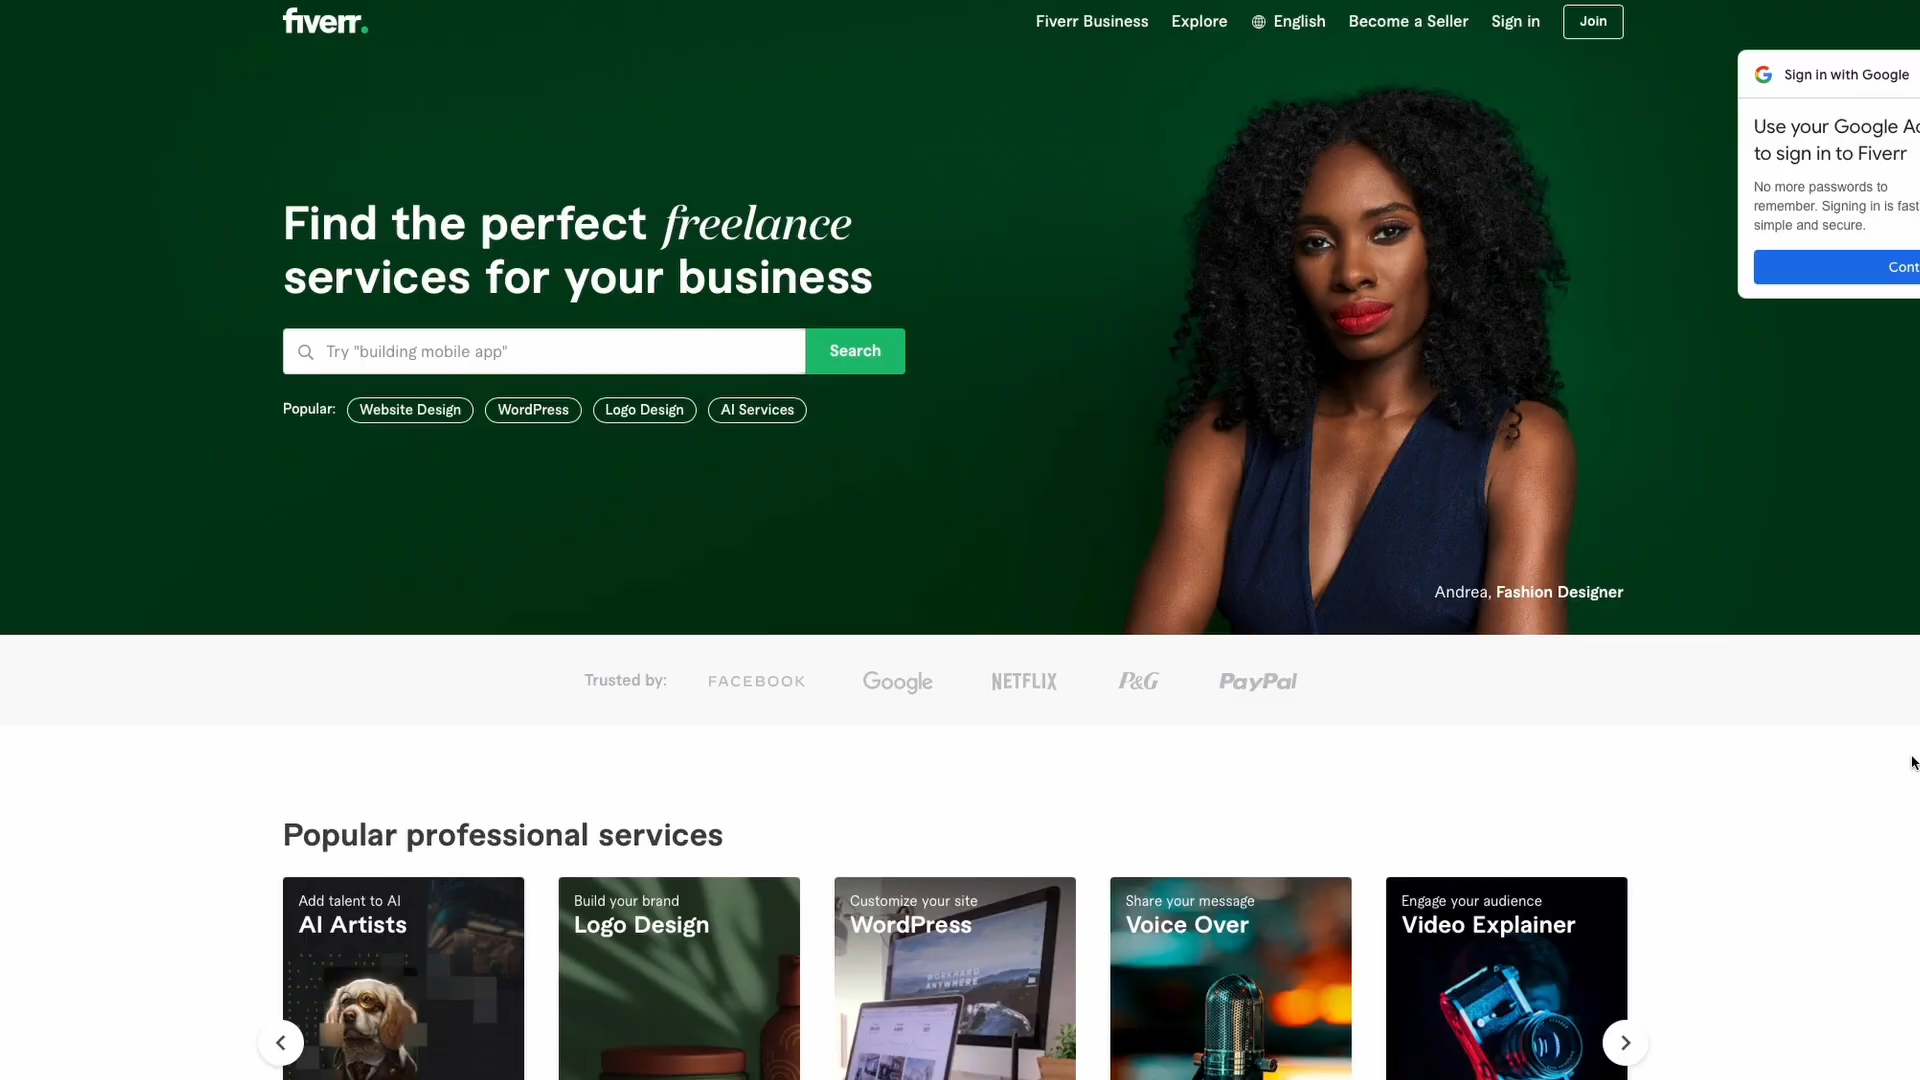 fiverr.
Fiverr Business
Explore
English
Become a Seller
Sign in
Join
Sign in with Google
Use your Google Ac
to sign in to Fiverr
No more passwords to
remember. Signing in is fast
simple and secure.
Cont
Find the perfect freelance
services for your business
Try "building mobile app"
Search
Popular:
Website Design
WordPress
Logo Design
AI Services
Andrea, Fashion Designer
Trusted by:
FACEBOOK
Google
NETFLIX
P&G
PayPal
Popular professional services
Add talent to AI
AI Artists
Build your brand
Logo Design
Customize your site
WordPress
WORKHARD
ANYWHERE
Share your message
Voice Over
Engage your audience
Video Explainer